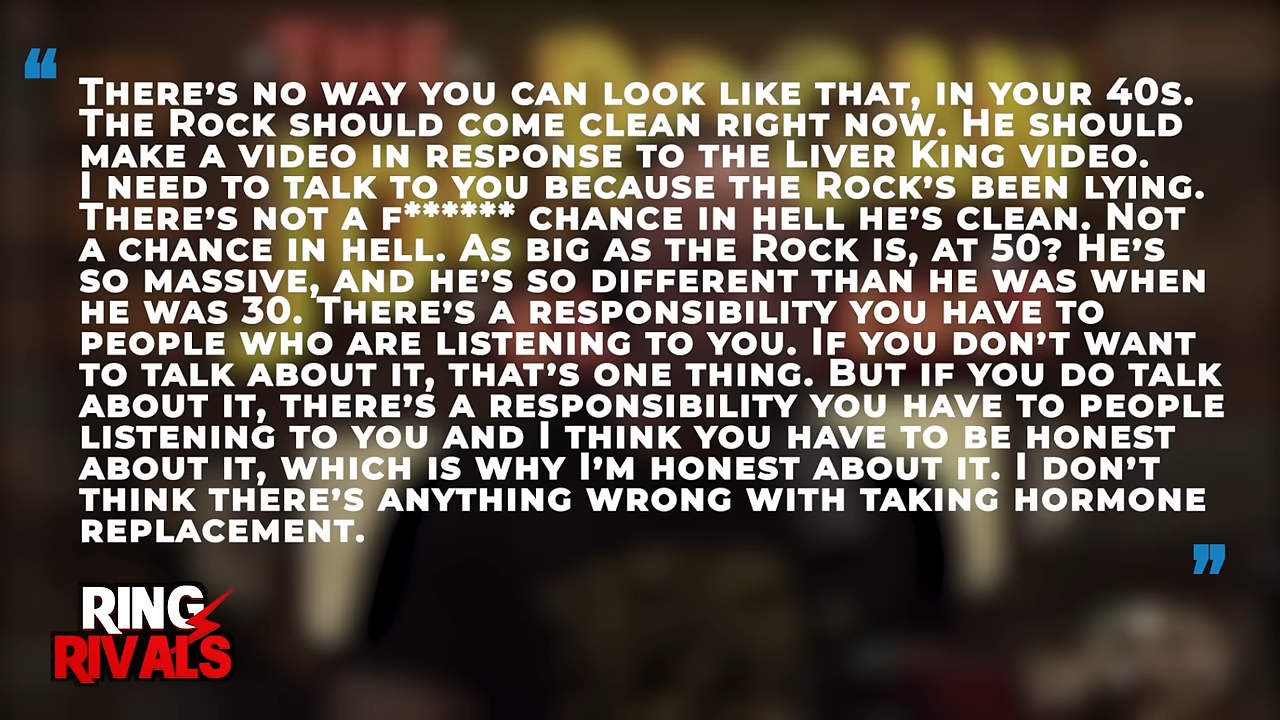 “
There’s no way you can look like that, in your 40s.
The Rock should come clean right now. He should
make a video in response to the Liver King video.
I need to talk to you because the Rock’s been lying.
There’s not a f****** chance in hell he’s clean. Not
a chance in hell. As big as the Rock is, at 50? He’s
so massive, and he’s so different than he was when
he was 30. There’s a responsibility you have to
people who are listening to you. If you don’t want
to talk about it, that’s one thing. But if you do talk
about it, there’s a responsibility you have to people
listening to you and I think you have to be honest
about it, which is why I’m honest about it. I don’t
think there’s anything wrong with taking hormone
replacement.
”
RING
RIVALS